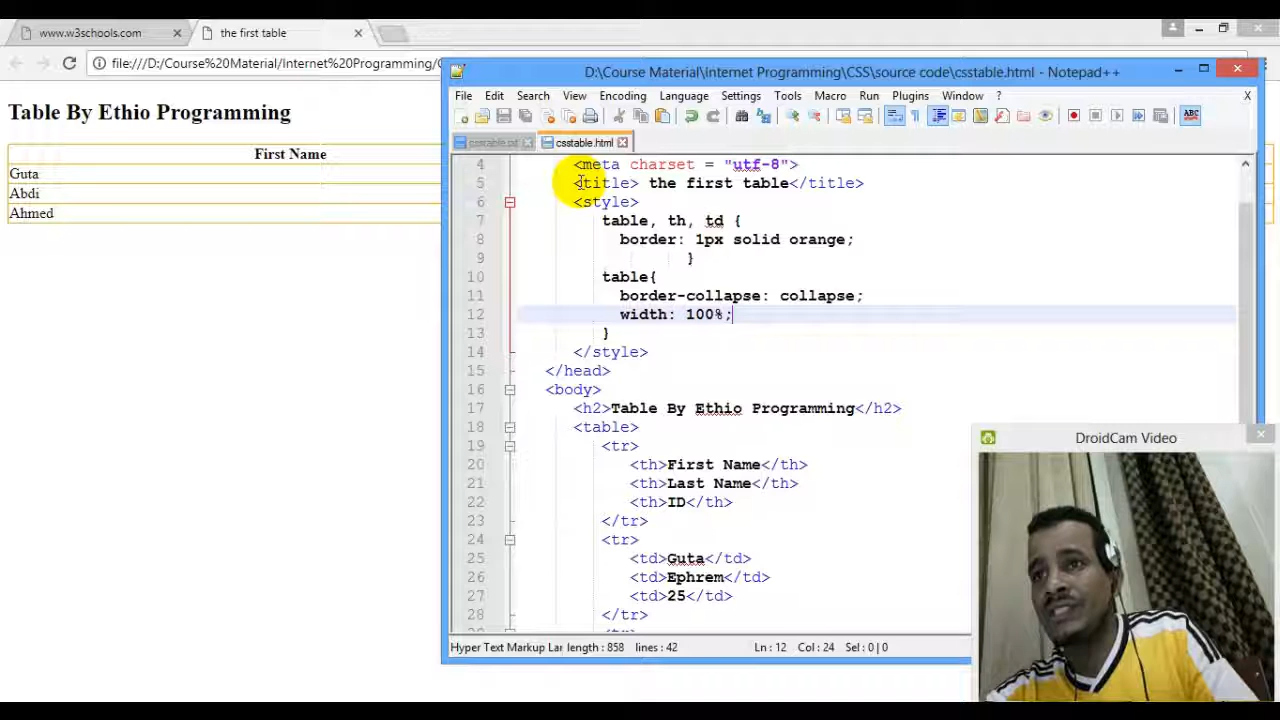 www.w3schools.com
the first table
file:///D:/Course%20Material/Internet%20Programming/
Table By Ethio Programming
First Name
Guta
Abdi
Ahmed
D:\Course Material\Internet Programming\CSS\source code\csstable.html - Notepad++
File Edit Search View Encoding Language Settings Tools Macro Run Plugins Window ? X
csstable.txt csstable.html
4 <meta charset = "utf-8">
5 <title> the first table</title>
6 <style>
7 table, th, td {
8 border: 1px solid orange;
9 }
10 table{
11 border-collapse: collapse;
12 width: 100%;
13 }
14 </style>
15 </head>
16 <body>
17 <h2>Table By Ethio Programming</h2>
18 <table>
19 <tr>
20 <th>First Name</th>
21 <th>Last Name</th>
22 <th>ID</th>
23 </tr>
24 <tr>
25 <td>Guta</td>
26 <td>Ephrem</td>
27 <td>25</td>
28 </tr>
Hyper Text Markup Lan length : 858 lines : 42 Ln : 12 Col : 24 Sel : 0 | 0
DroidCam Video